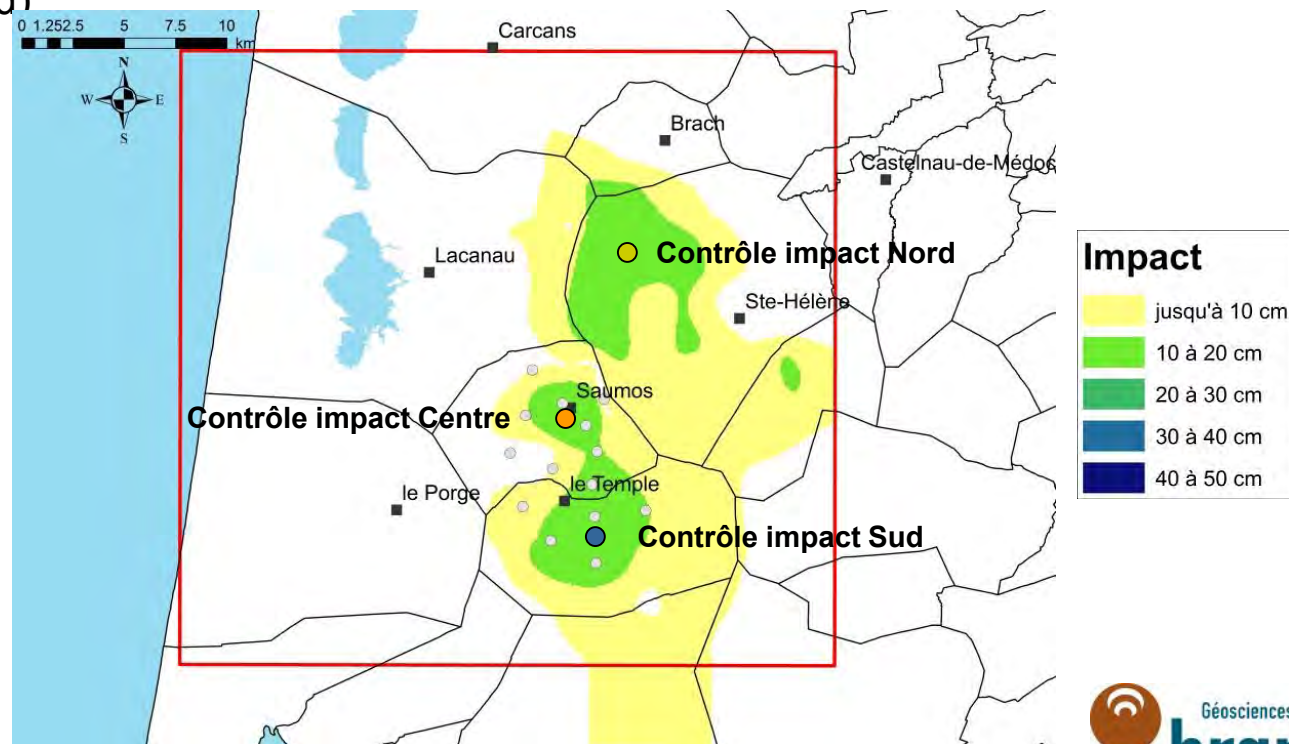 0 1.252.5 5 7.5 10
km
N
W E
S
Carcans
Brach
Castelnau-de-Médoc
Lacanau
Contrôle impact Nord
Ste-Hélène
Saumos
Contrôle impact Centre
le Porge
le Temple
Contrôle impact Sud
Impact
jusqu'à 10 cm
10 à 20 cm
20 à 30 cm
30 à 40 cm
40 à 50 cm
Géosciences